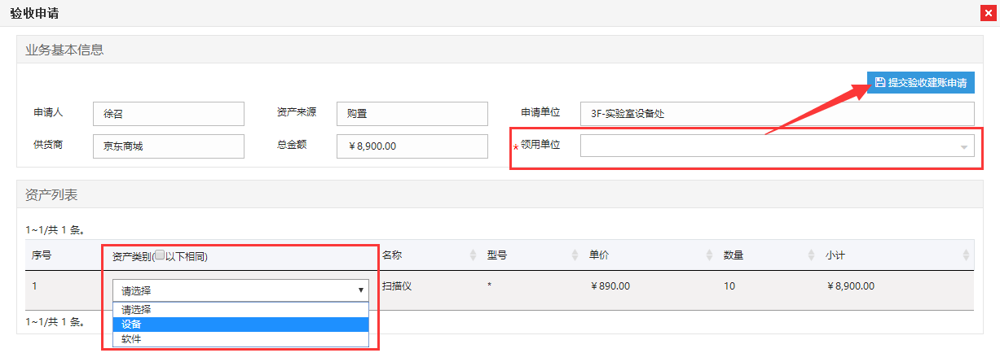 验收申请
业务基本信息
提交验收建账申请
申请人 徐召 资产来源 购置 申请单位 3F-实验室设备处
供货商 京东商城 总金额 ￥8,900.00 *领用单位
资产列表
1~1/共 1 条。
序号 资产类别(以下相同) 名称 型号 单价 数量 小计
1 请选择 扫描仪 * ￥890.00 10 ￥8,900.00
请选择
设备
软件
1~1/共 1 条。